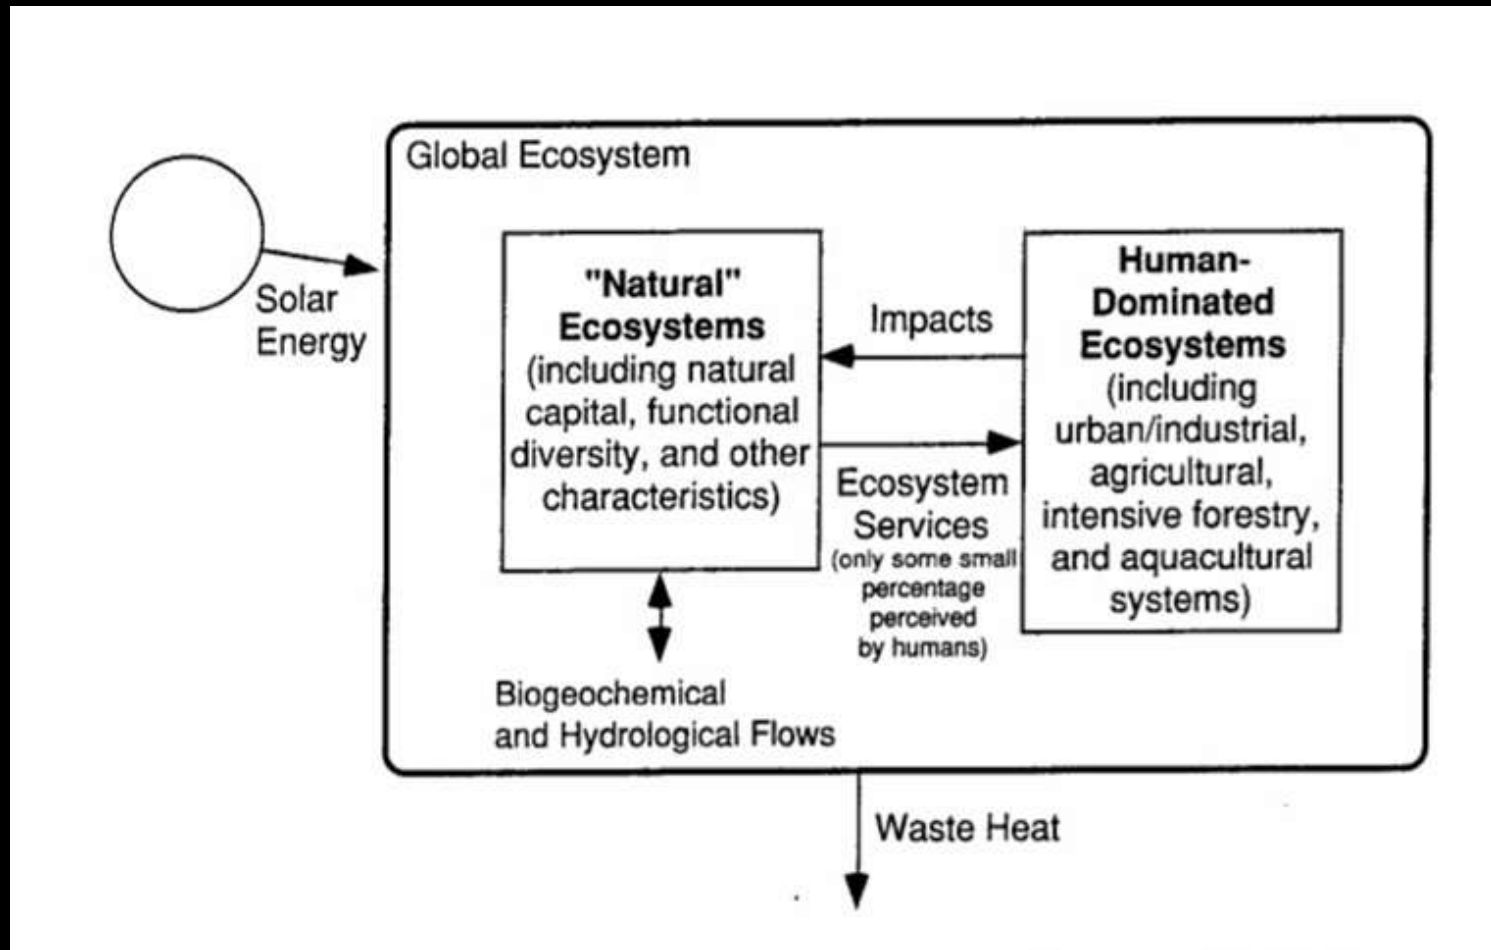 Global Ecosystem
Solar
Energy
"Natural"
Ecosystems
(including natural
capital, functional
diversity, and other
characteristics)
Impacts
Ecosystem
Services
(only some small
percentage
perceived
by humans)
Human-
Dominated
Ecosystems
(including
urban/industrial,
agricultural,
intensive forestry,
and aquacultural
systems)
Biogeochemical
and Hydrological Flows
Waste Heat